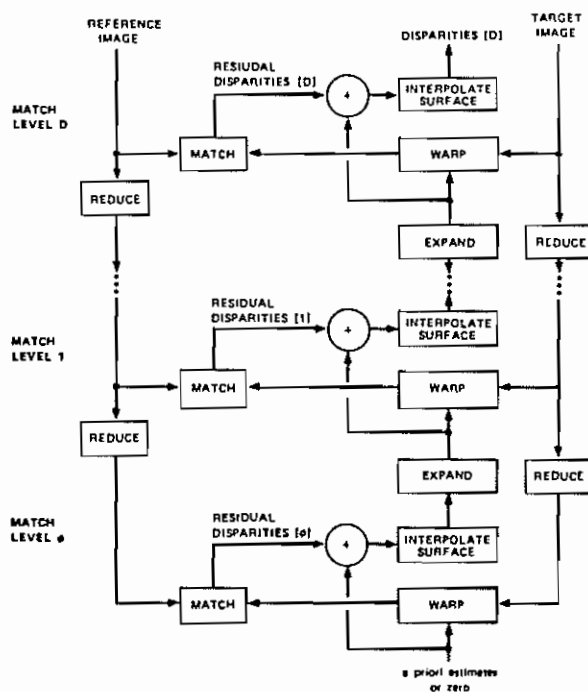 REFERENCE
IMAGE
TARGET
IMAGE
DISPARITIES [D]
RESIUDAL
DISPARITIES [D]
+
INTERPOLATE
SURFACE
MATCH
LEVEL D
MATCH
WARP
REDUCE
EXPAND
REDUCE
RESIDUAL
DISPARITIES [1]
+
INTERPOLATE
SURFACE
MATCH
LEVEL 1
MATCH
WARP
REDUCE
EXPAND
REDUCE
RESIDUAL
DISPARITIES [ø]
+
INTERPOLATE
SURFACE
MATCH
LEVEL ø
MATCH
WARP
a priori estimates
or zero